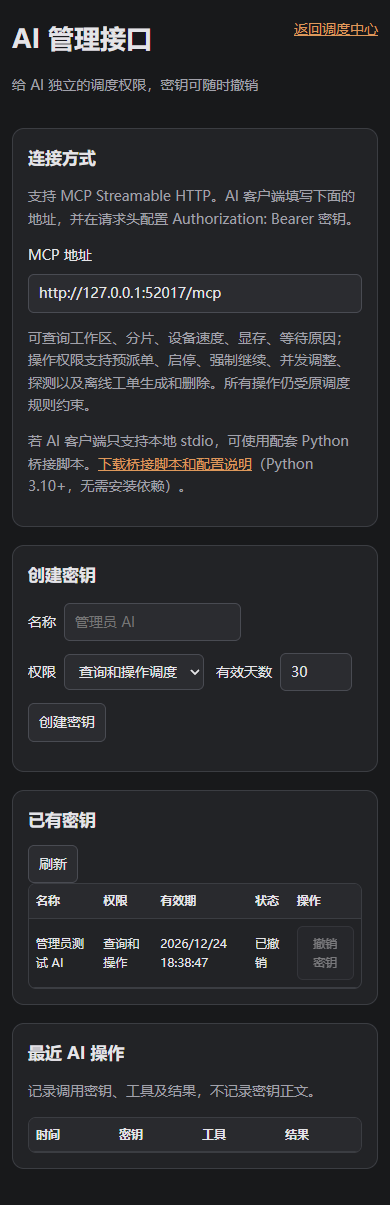 AI 管理接口
返回调度中心
给 AI 独立的调度权限，密钥可随时撤销
连接方式
支持 MCP Streamable HTTP。AI 客户端填写下面的
地址，并在请求头配置 Authorization: Bearer 密钥。
MCP 地址
http://127.0.0.1:52017/mcp
可查询工作区、分片、设备速度、显存、等待原因；
操作权限支持预派单、启停、强制继续、并发调整、
探测以及离线工单生成和删除。所有操作仍受原调度
规则约束。
若 AI 客户端只支持本地 stdio，可使用配套 Python
桥接脚本。下载桥接脚本和配置说明（Python
3.10+，无需安装依赖）。
创建密钥
名称 管理员 AI
权限 查询和操作调度 有效天数 30
创建密钥
已有密钥
刷新
名称 权限 有效期 状态 操作
管理员测 查询和 2026/12/24 已撤 撤销
试 AI 操作 18:38:47 销 密钥
最近 AI 操作
记录调用密钥、工具及结果，不记录密钥正文。
时间 密钥 工具 结果